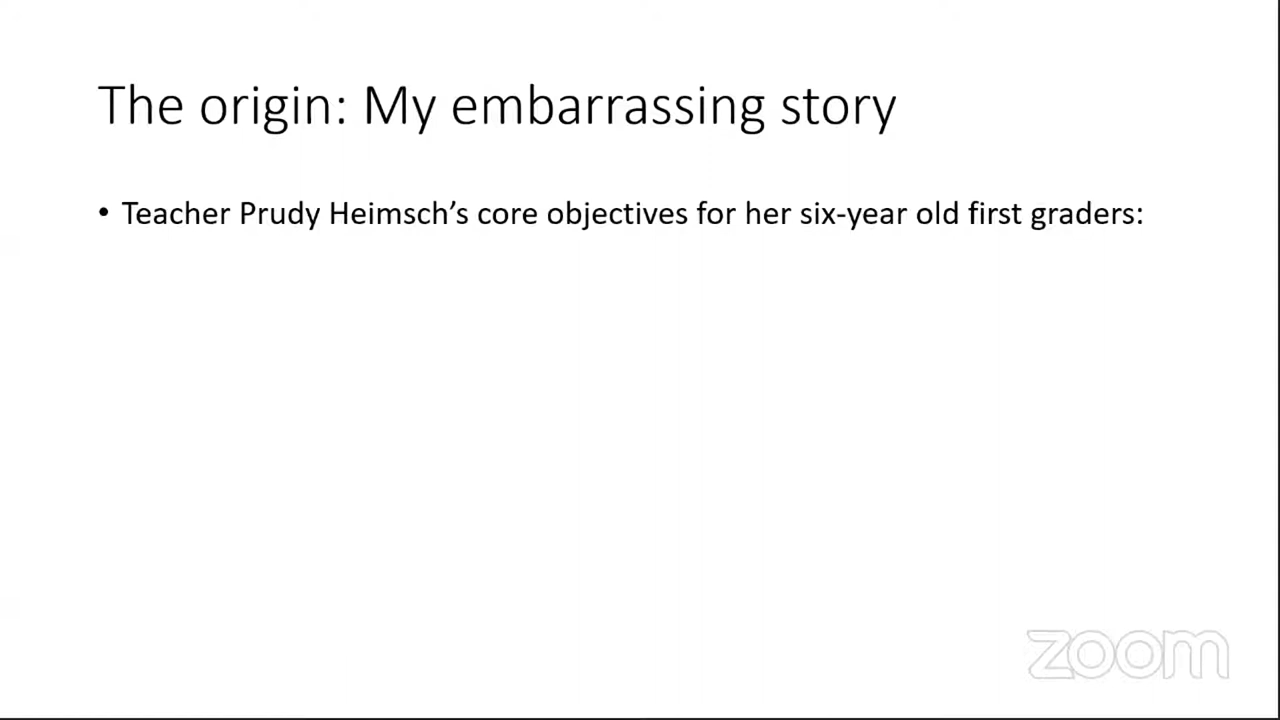 The origin: My embarrassing story
• Teacher Prudy Heimsch’s core objectives for her six-year old first graders:
zoom